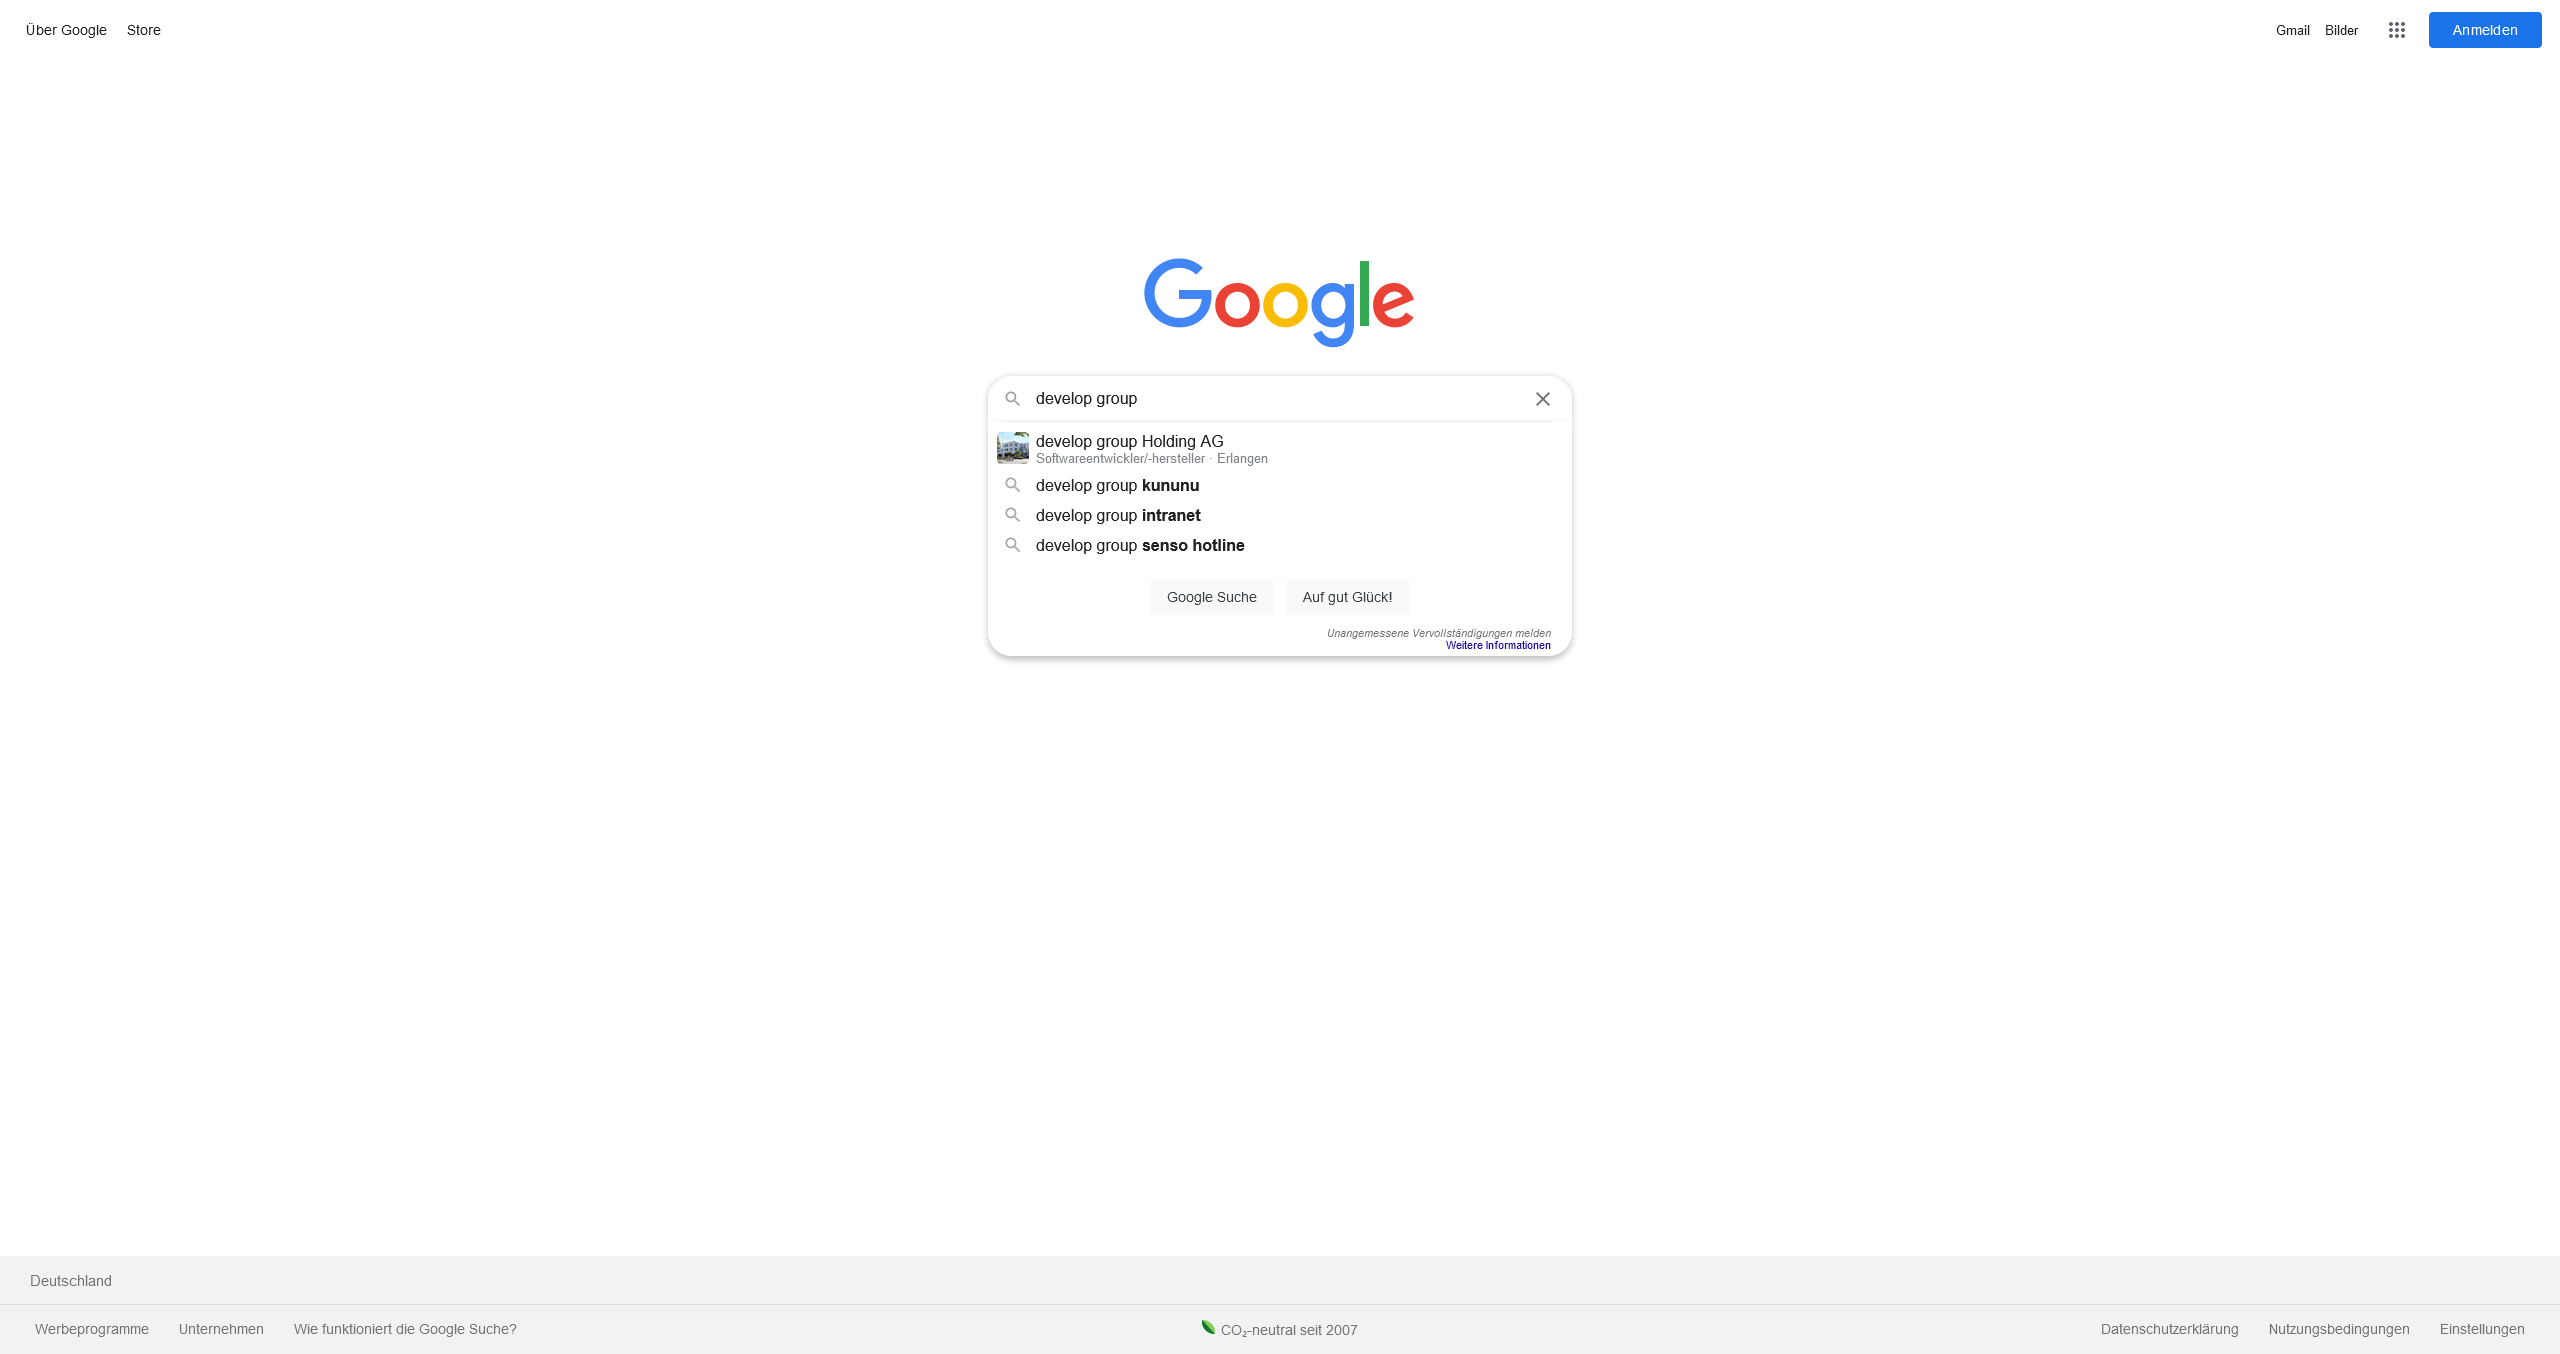 Über Google Store Gmail Bilder Anmelden
Google
develop group
develop group Holding AG
Softwareentwickler/-hersteller · Erlangen
develop group kununu
develop group intranet
develop group senso hotline
Google Suche Auf gut Glück!
Unangemessene Vervollständigungen melden
Weitere Informationen
Deutschland
Werbeprogramme Unternehmen Wie funktioniert die Google Suche? CO₂-neutral seit 2007 Datenschutzerklärung Nutzungsbedingungen Einstellungen